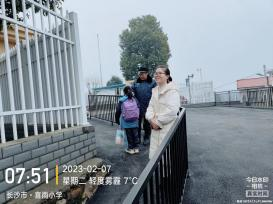 07:51
2023-02-07
星期二 轻度雾霾 7℃
长沙市·嘉南小学
今日水印
相机
真实时间